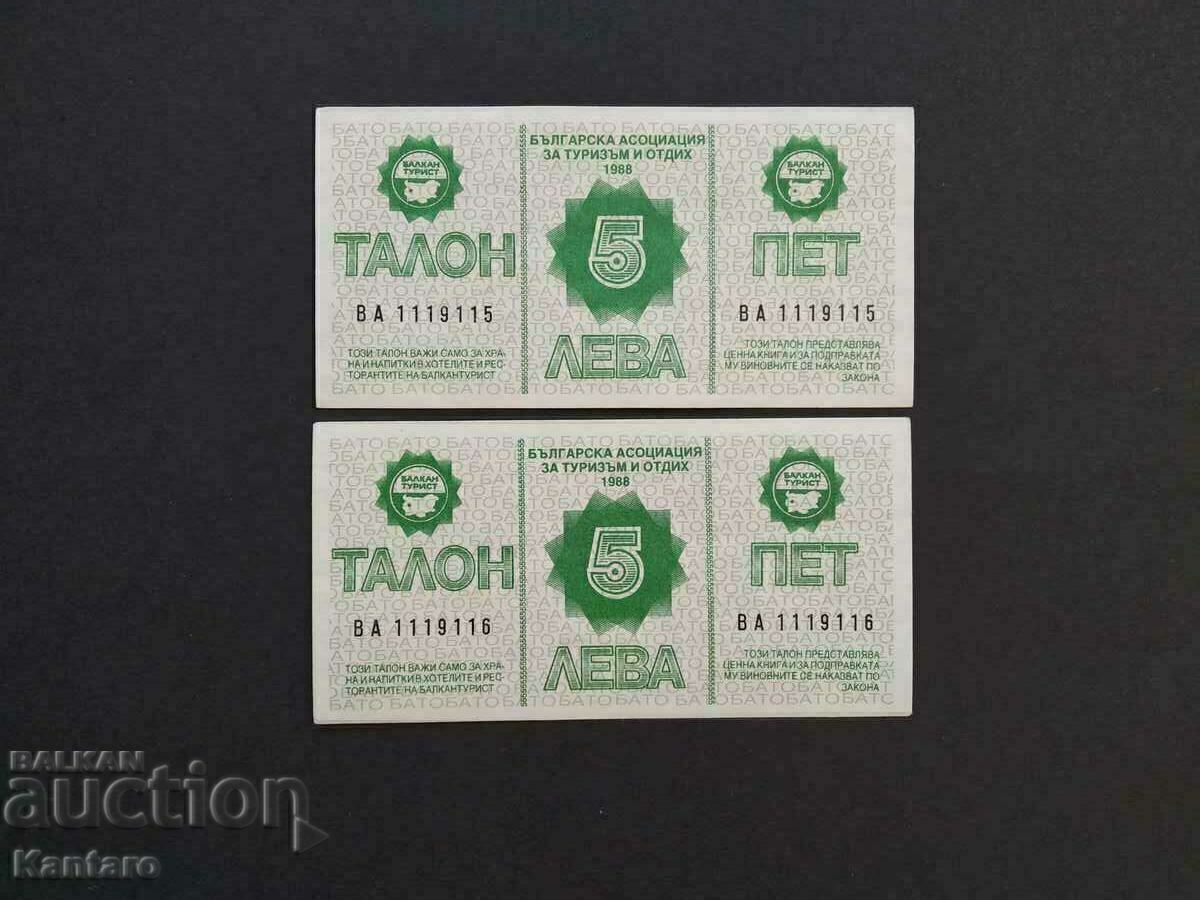 БАЛКАН
ТУРИСТ
ТАЛОН
ВА 1119115
ТОЗИ ТАЛОН ВАЖИ САМО ЗА ХРА-
НА И НАПИТКИ В ХОТЕЛИТЕ И РЕС-
ТОРАНТИТЕ НА БАЛКАНТУРИСТ
БЪЛГАРСКА АСОЦИАЦИЯ
ЗА ТУРИЗЪМ И ОТДИХ
1988
5
ЛЕВА
БАЛКАН
ТУРИСТ
ПЕТ
ВА 1119115
ТОЗИ ТАЛОН ПРЕДСТАВЛЯВА
ЦЕННА КНИГА И ЗА ПОДПРАВКАТА
МУ ВИНОВНИТЕ СЕ НАКАЗВАТ ПО
ЗАКОНА
БАЛКАН
ТУРИСТ
ТАЛОН
ВА 1119116
ТОЗИ ТАЛОН ВАЖИ САМО ЗА ХРА-
НА И НАПИТКИ В ХОТЕЛИТЕ И РЕС-
ТОРАНТИТЕ НА БАЛКАНТУРИСТ
БЪЛГАРСКА АСОЦИАЦИЯ
ЗА ТУРИЗЪМ И ОТДИХ
1988
5
ЛЕВА
БАЛКАН
ТУРИСТ
ПЕТ
ВА 1119116
ТОЗИ ТАЛОН ПРЕДСТАВЛЯВА
ЦЕННА КНИГА И ЗА ПОДПРАВКАТА
МУ ВИНОВНИТЕ СЕ НАКАЗВАТ ПО
ЗАКОНА
BALKAN
auction
Kantaro